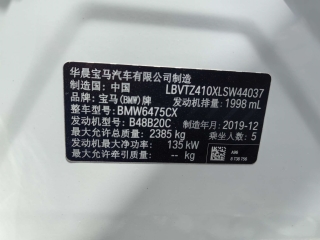 华晨宝马汽车有限公司制造
制造国: 中国 LBVTZ410XLSW44037
品牌: 宝马(BMW)牌 发动机排量: 1998 mL
整车型号: BMW6475CX
发动机型号: B48B20C 制造年月: 2019-12
最大允许总质量: 2385 kg 乘坐人数: 5
发动机最大净功率: 135 kW
最大允许牵引质量: -- kg